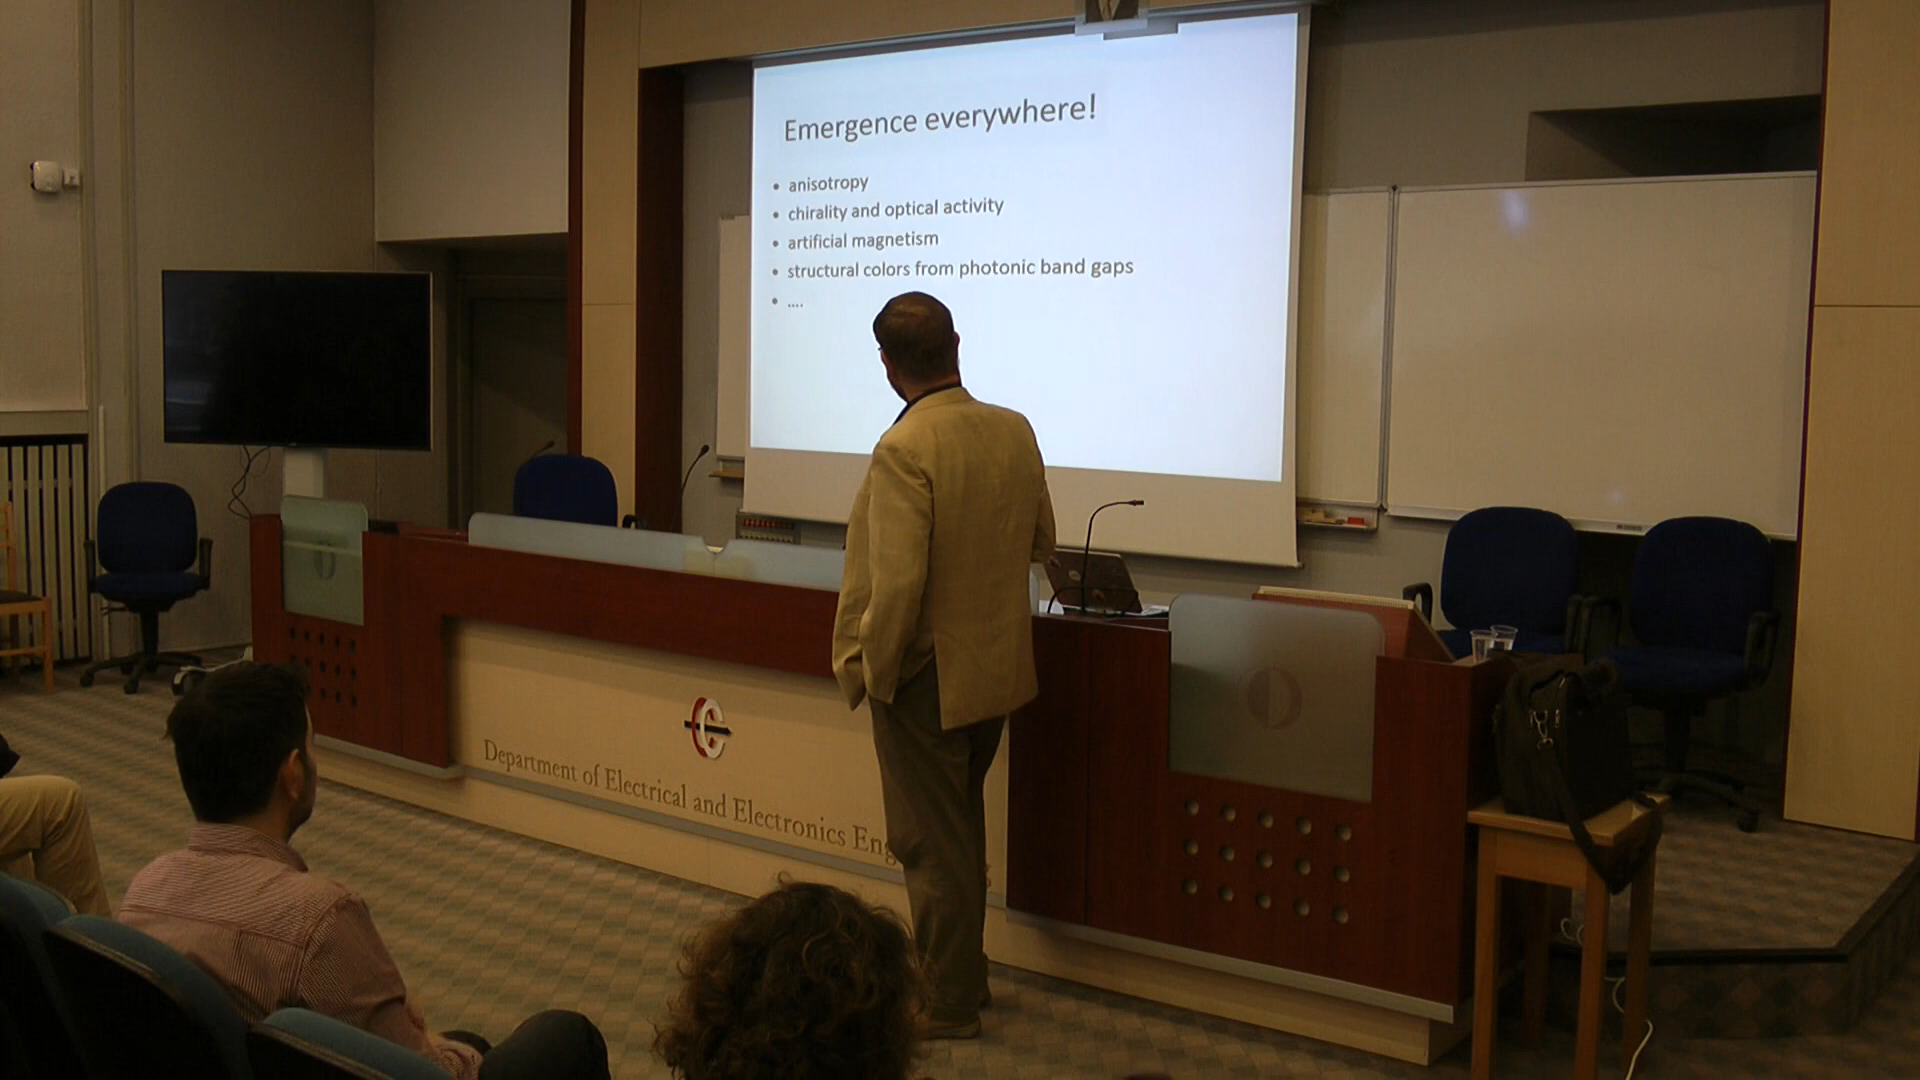 Emergence everywhere!
• anisotropy
• chirality and optical activity
• artificial magnetism
• structural colors from photonic band gaps
• ....
Department of Electrical and Electronics Eng